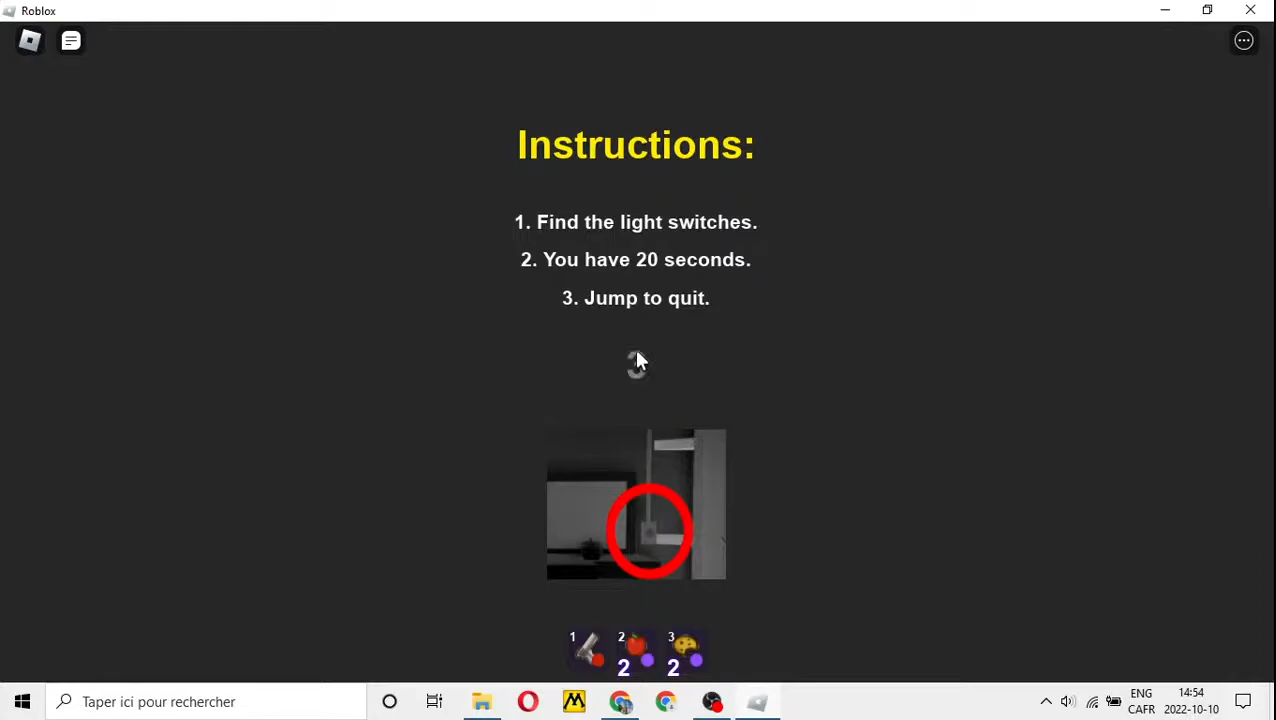 Roblox
Instructions:
1. Find the light switches.
2. You have 20 seconds.
3. Jump to quit.
3
1 2 3
2 2
Taper ici pour rechercher
ENG 14:54
CAFR 2022-10-10